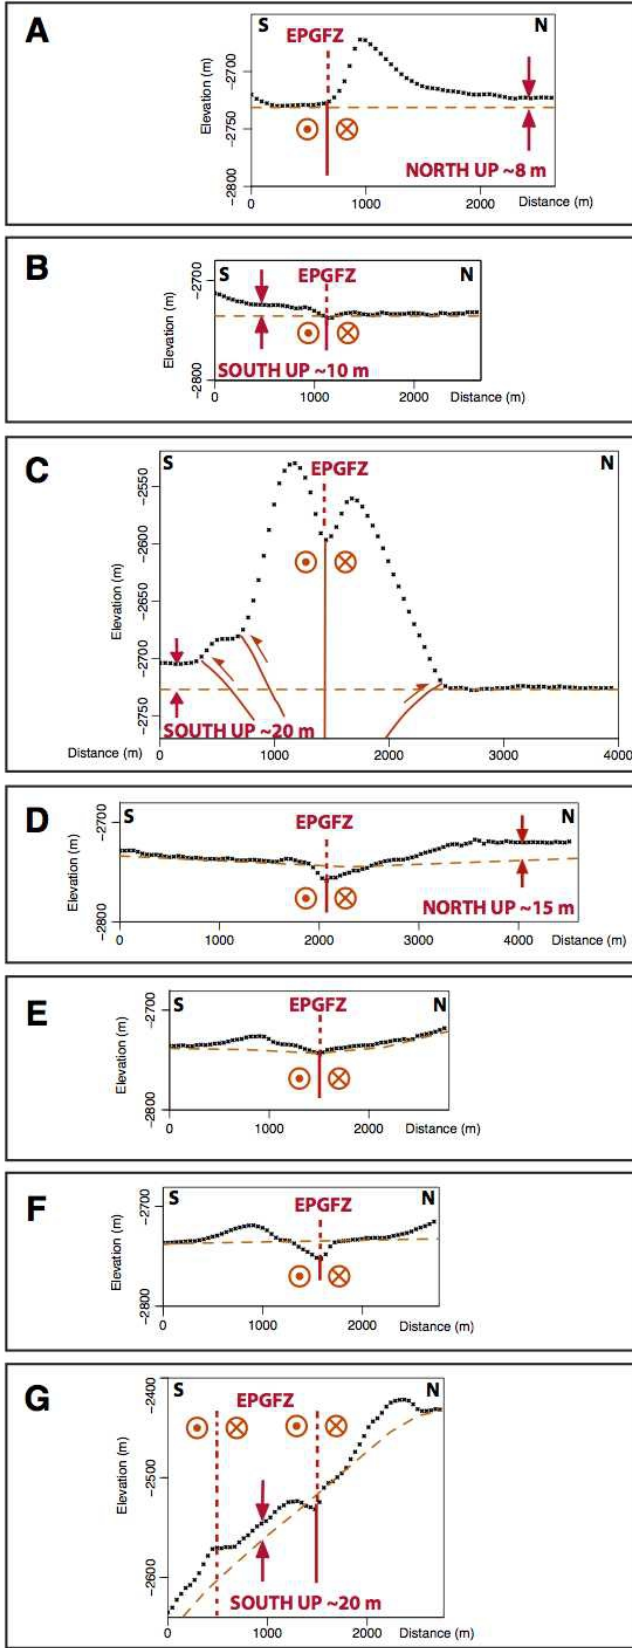 A
S
N
EPGFZ
Elevation (m)
-2700
-2750
-2800
NORTH UP ~8 m
0
1000
2000
Distance (m)
B
S
EPGFZ
N
Elevation (m)
-2700
-2800
SOUTH UP ~10 m
0
1000
2000
Distance (m)
C
S
EPGFZ
N
Elevation (m)
-2550
-2600
-2650
-2700
-2750
SOUTH UP ~20 m
Distance (m)
0
1000
2000
3000
4000
D
S
EPGFZ
N
Elevation (m)
-2700
-2800
NORTH UP ~15 m
0
1000
2000
4000
Distance (m)
E
S
EPGFZ
N
Elevation (m)
-2700
-2800
0
1000
2000
Distance (m)
F
S
EPGFZ
N
Elevation (m)
-2700
-2800
0
1000
2000
Distance (m)
G
S
EPGFZ
N
Elevation (m)
-2400
-2500
-2600
SOUTH UP ~20 m
0
1000
2000
Distance (m)